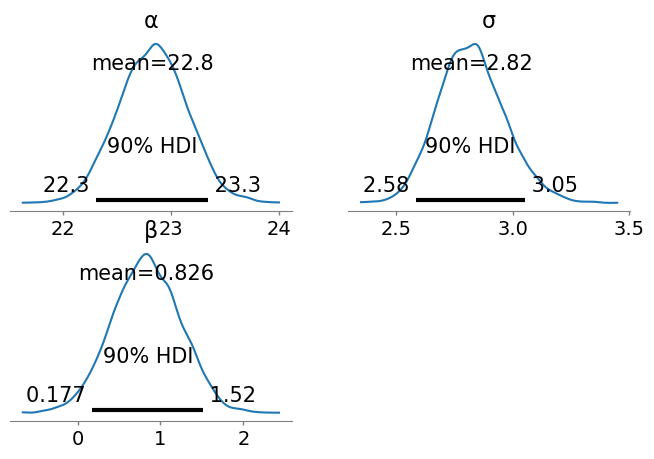 α
mean=22.8
90% HDI
22.3 23.3
22 23 24
σ
mean=2.82
90% HDI
2.58 3.05
2.5 3.0 3.5
β
mean=0.826
90% HDI
0.177 1.52
0 1 2